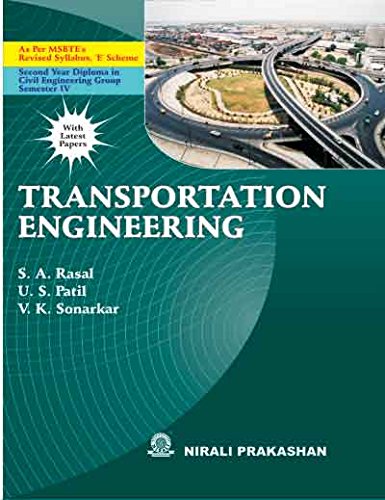 As Per MSBTE's
Revised Syllabus, 'E' Scheme
Second Year Diploma in
Civil Engineering Group
Semester IV
With
Latest
Papers
TRANSPORTATION
ENGINEERING
S. A. Rasal
U. S. Patil
V. K. Sonarkar
NIRALI PRAKASHAN